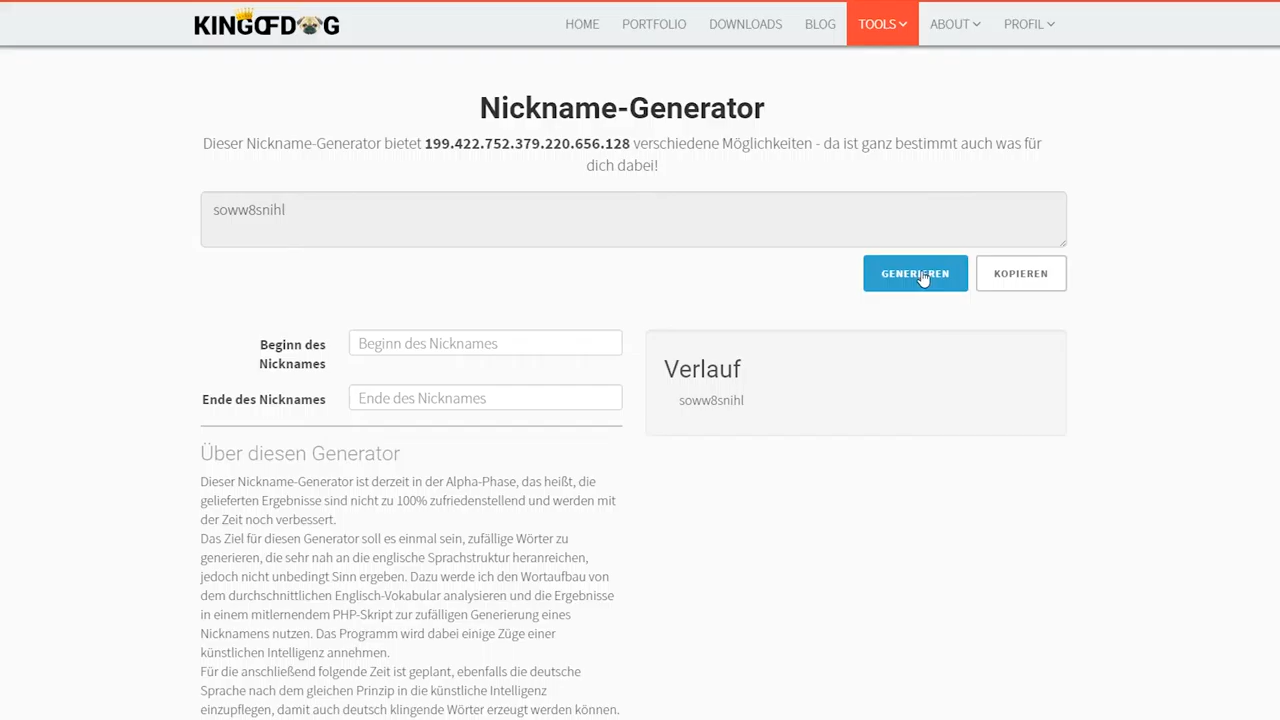 KINGOFDOG
HOME PORTFOLIO DOWNLOADS BLOG TOOLS ABOUT PROFIL
Nickname-Generator
Dieser Nickname-Generator bietet 199.422.752.379.220.656.128 verschiedene Möglichkeiten - da ist ganz bestimmt auch was für
dich dabei!
soww8snihl
GENERIEREN KOPIEREN
Beginn des
Nicknames
Beginn des Nicknames
Ende des Nicknames
Ende des Nicknames
Verlauf
soww8snihl
Über diesen Generator
Dieser Nickname-Generator ist derzeit in der Alpha-Phase, das heißt, die
gelieferten Ergebnisse sind nicht zu 100% zufriedenstellend und werden mit
der Zeit noch verbessert.
Das Ziel für diesen Generator soll es einmal sein, zufällige Wörter zu
generieren, die sehr nah an die englische Sprachstruktur heranreichen,
jedoch nicht unbedingt Sinn ergeben. Dazu werde ich den Wortaufbau von
dem durchschnittlichen Englisch-Vokabular analysieren und die Ergebnisse
in einem mitlernendem PHP-Skript zur zufälligen Generierung eines
Nicknamens nutzen. Das Programm wird dabei einige Züge einer
künstlichen Intelligenz annehmen.
Für die anschließend folgende Zeit ist geplant, ebenfalls die deutsche
Sprache nach dem gleichen Prinzip in die künstliche Intelligenz
einzupflegen, damit auch deutsch klingende Wörter erzeugt werden können.